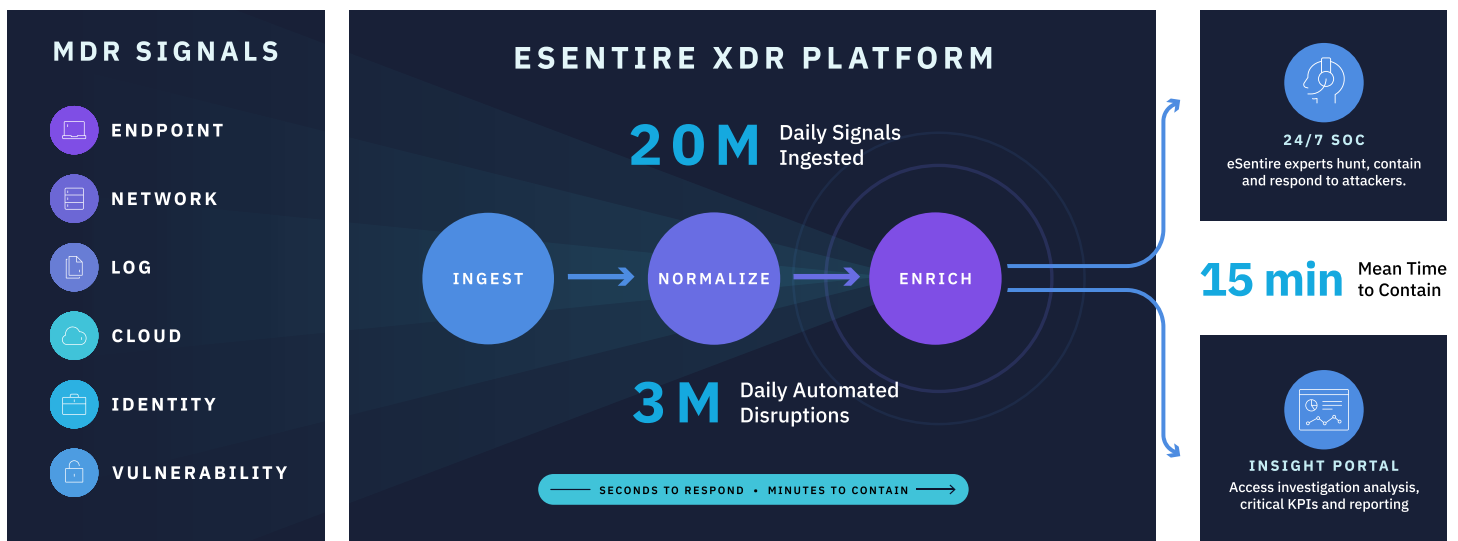 MDR SIGNALS
ENDPOINT
NETWORK
LOG
CLOUD
IDENTITY
VULNERABILITY
ESENTIRE XDR PLATFORM
20M
Daily Signals
Ingested
INGEST
NORMALIZE
ENRICH
3M
Daily Automated
Disruptions
SECONDS TO RESPOND • MINUTES TO CONTAIN
24/7 SOC
eSentire experts hunt, contain
and respond to attackers.
15 min
Mean Time
to Contain
INSIGHT PORTAL
Access investigation analysis,
critical KPIs and reporting